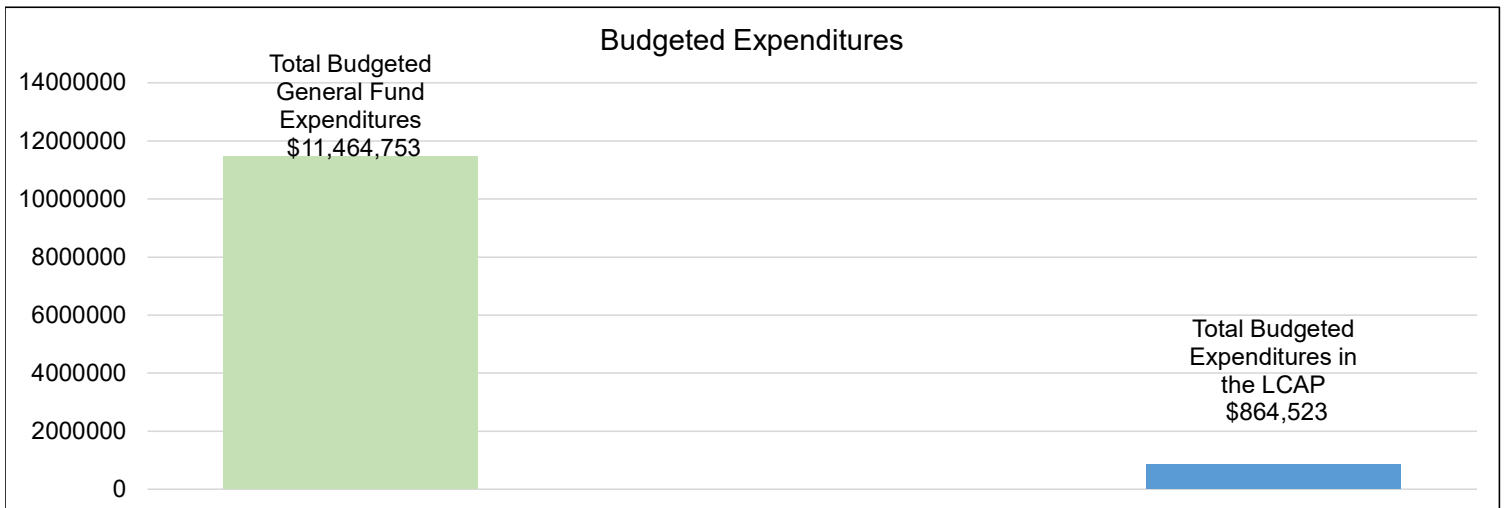 Budgeted Expenditures
Total Budgeted
General Fund
Expenditures
$11,464,753
14000000
12000000
10000000
8000000
6000000
4000000
2000000
0
Total Budgeted
Expenditures in
the LCAP
$864,523